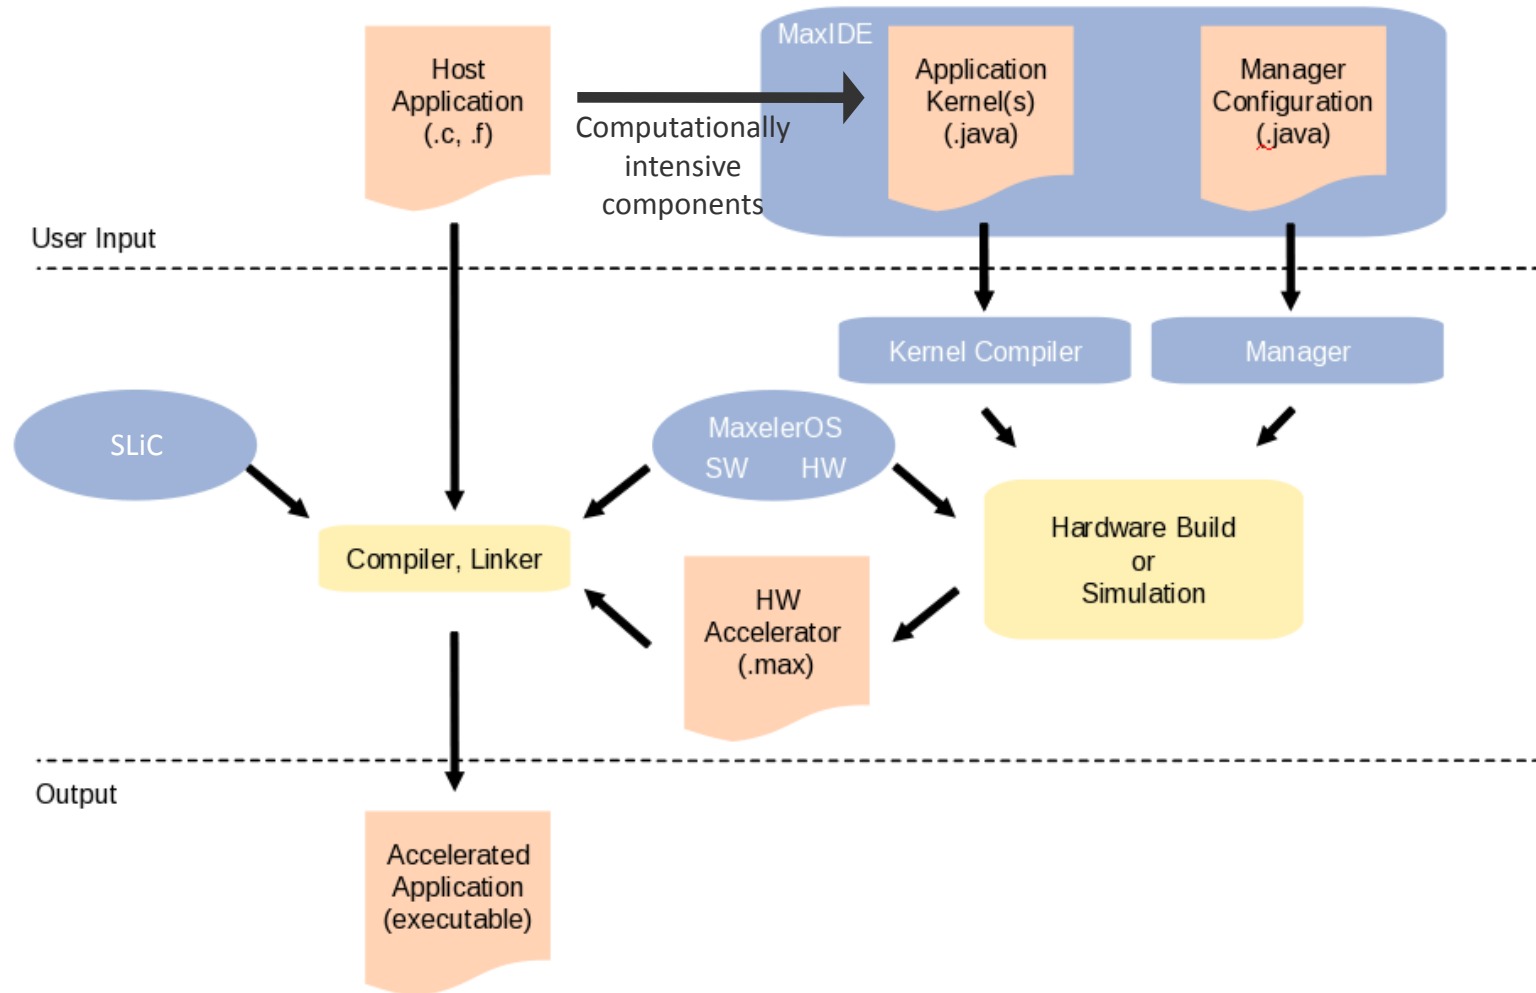 Host
Application
(.c, .f)
Computationally
intensive
components
MaxIDE
Application
Kernel(s)
(.java)
Manager
Configuration
(.java)
User Input
Kernel Compiler
Manager
SLiC
MaxelerOS
SW HW
Compiler, Linker
Hardware Build
or
Simulation
HW
Accelerator
(.max)
Output
Accelerated
Application
(executable)